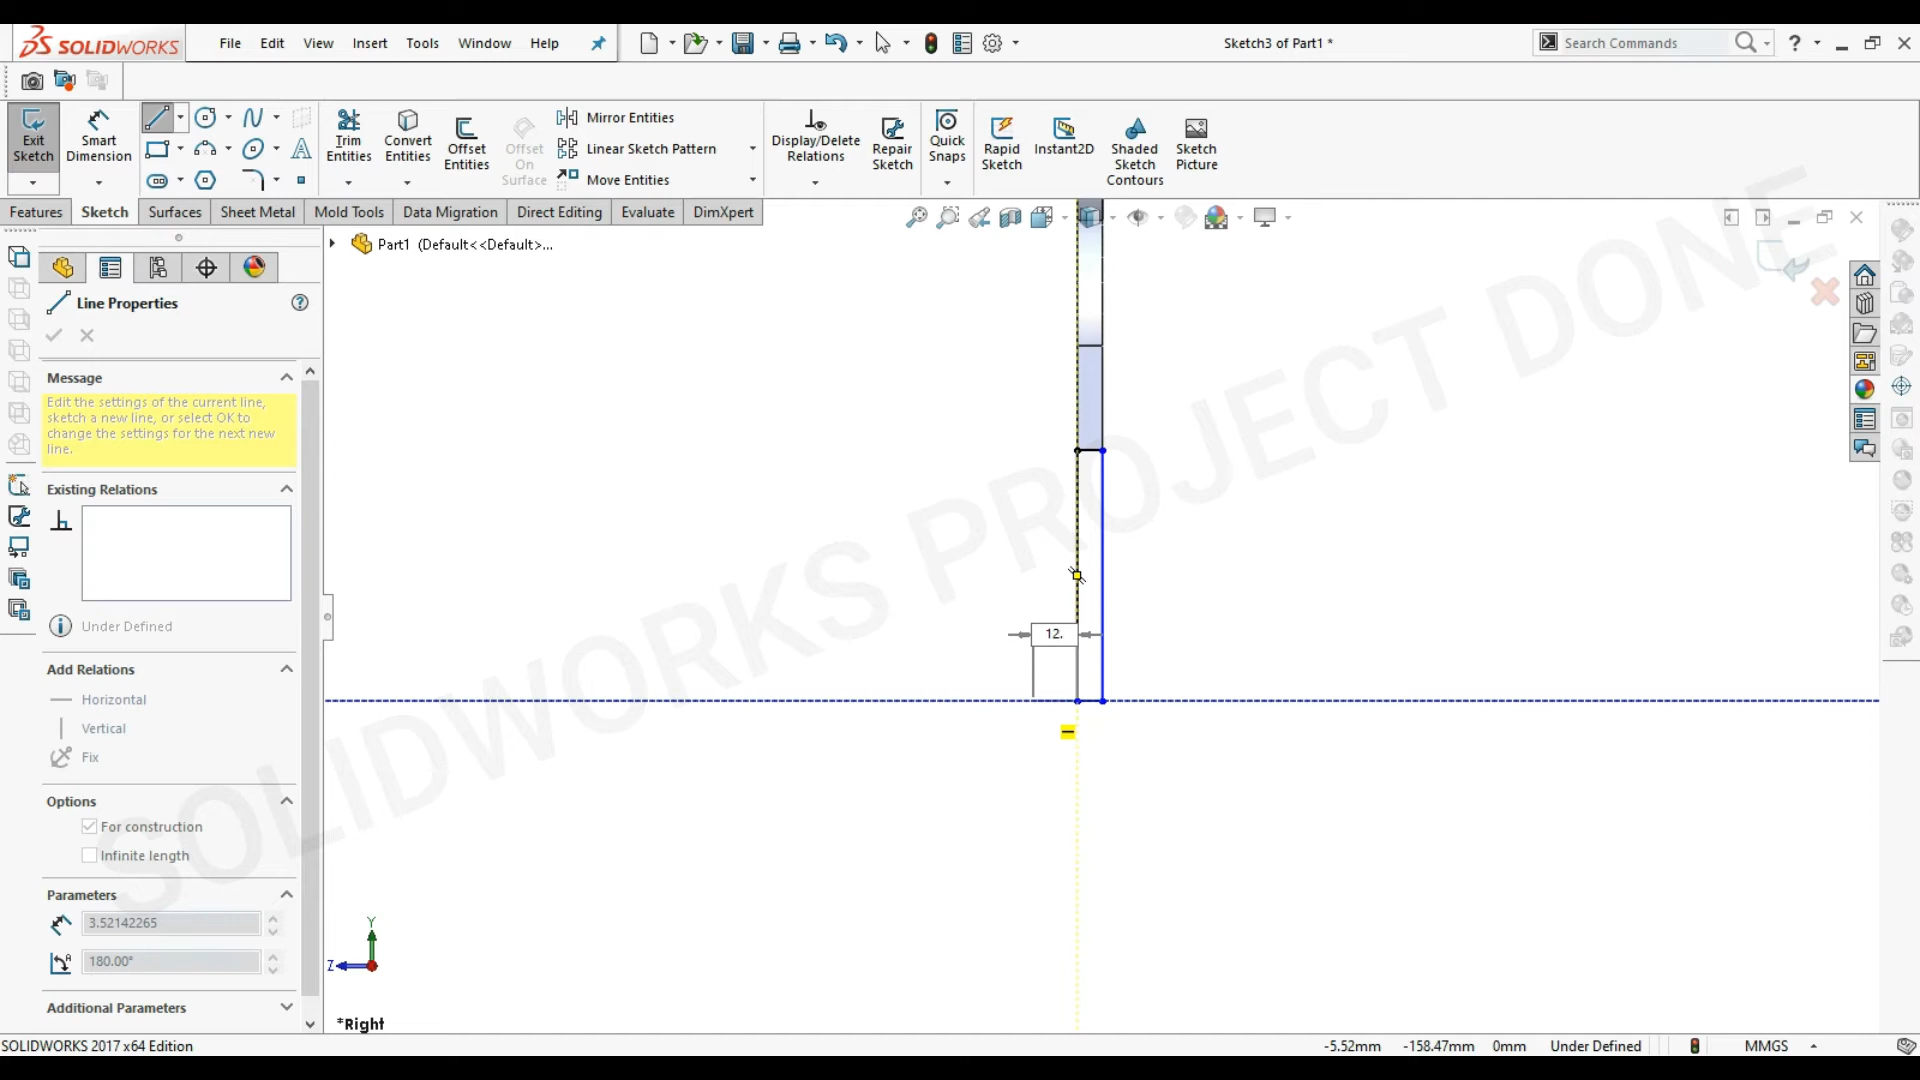 SOLIDWORKS File Edit View Insert Tools Window Help Sketch3 of Part1 * Search Commands ?
Exit Sketch
Smart Dimension
Trim Entities
Convert Entities
Offset Entities
Offset On Surface
Mirror Entities
Linear Sketch Pattern
Move Entities
Display/Delete Relations
Repair Sketch
Quick Snaps
Rapid Sketch
Instant2D
Shaded Sketch Contours
Sketch Picture
Features Sketch Surfaces Sheet Metal Mold Tools Data Migration Direct Editing Evaluate DimXpert
Part1 (Default<<Default>...
Line Properties
Message
Edit the settings of the current line,
sketch a new line, or select OK to
change the settings for the next new
line.
Existing Relations
Under Defined
Add Relations
Horizontal
Vertical
Fix
Options
For construction
Infinite length
Parameters
3.52142265
180.00°
Additional Parameters
12.
Y
Z
*Right
SOLIDWORKS PROJECT DONE
SOLIDWORKS 2017 x64 Edition -5.52mm -158.47mm 0mm Under Defined MMGS